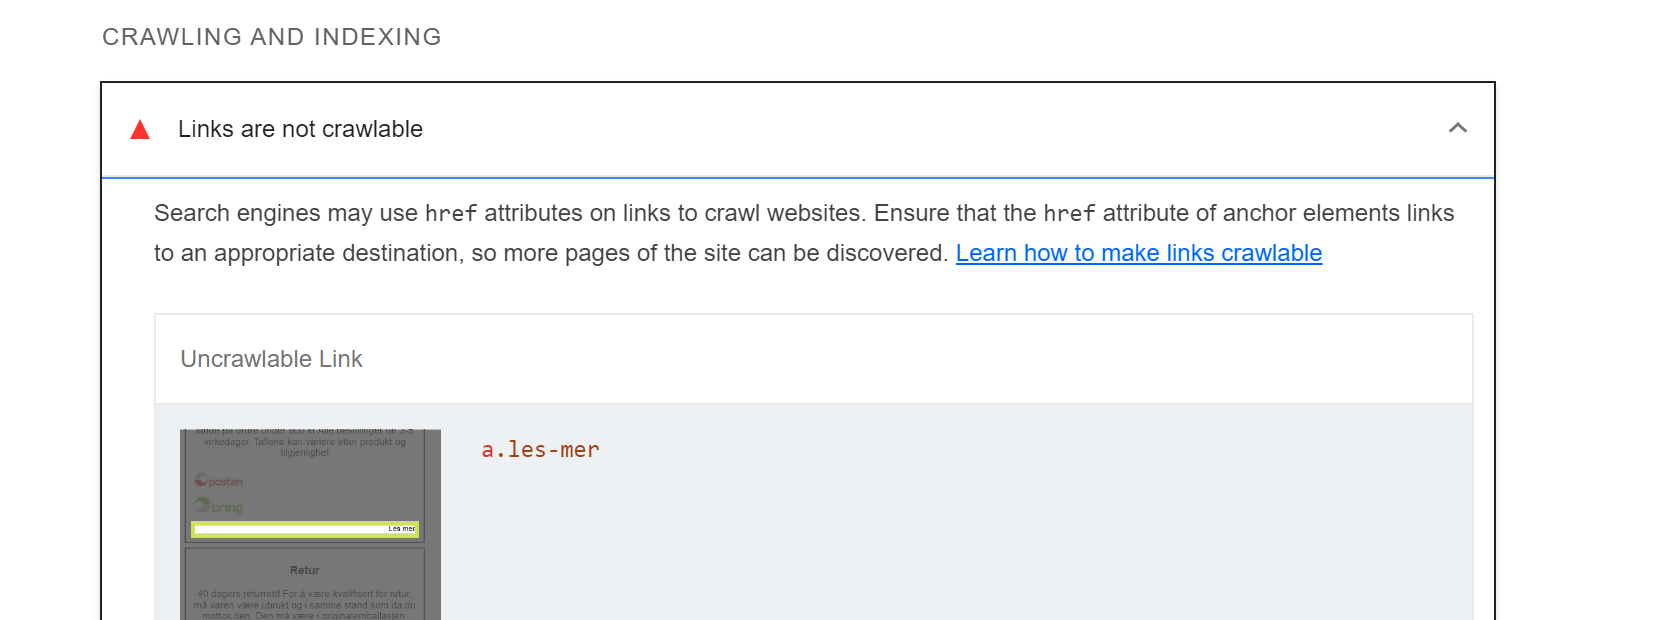 CRAWLING AND INDEXING
Links are not crawlable
Search engines may use href attributes on links to crawl websites. Ensure that the href attribute of anchor elements links
to an appropriate destination, so more pages of the site can be discovered. Learn how to make links crawlable
Uncrawlable Link
a.les-mer
virkedager. Tallene kan variere etter produkt og
tilgjenlighet
posten
bring
Les mer
Retur
40 dagers returrett! For å være kvalifisert for retur,
må varen være ubrukt og i samme stand som da du
mottok den. Den må være i originalemballasjen